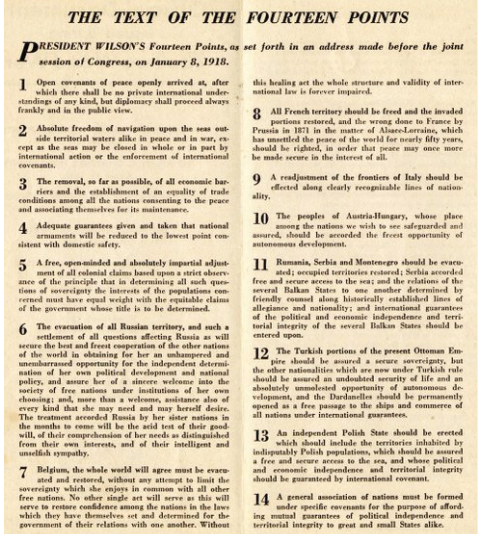 THE TEXT OF THE FOURTEEN POINTS
PRESIDENT WILSON'S Fourteen Points, as set forth in an address made before the joint
session of Congress, on January 8, 1918.
1 Open covenants of peace openly arrived at, after
which there shall be no private international under-
standings of any kind, but diplomacy shall proceed always
frankly and in the public view.
2 Absolute freedom of navigation upon the seas out-
side territorial waters alike in peace and in war, ex-
cept as the seas may be closed in whole or in part by
international action or the enforcement of international
covenants.
3 The removal, so far as possible, of all economic bar-
riers and the establishment of an equality of trade
conditions among all the nations consenting to the peace
and associating themselves for its maintenance.
4 Adequate guarantees given and taken that national
armaments will be reduced to the lowest point con-
sistent with domestic safety.
5 A free, open-minded and absolutely impartial adjust-
ment of all colonial claims based upon a strict observ-
ance of the principle that in determining all such ques-
tions of sovereignty the interests of the populations con-
cerned must have equal weight with the equitable claims
of the government whose title is to be determined.
6 The evacuation of all Russian territory, and such a
settlement of all questions affecting Russia as will
secure the best and freest cooperation of the other nations
of the world in obtaining for her an unhampered and
unembarrassed opportunity for the independent determi-
nation of her own political development and national
policy, and assure her of a sincere welcome into the
society of free nations under institutions of her own
choosing; and, more than a welcome, assistance also of
every kind that she may need and may herself desire.
The treatment accorded Russia by her sister nations in
the months to come will be the acid test of their good-
will, of their comprehension of her needs as distinguished
from their own interests, and of their intelligent and
unselfish sympathy.
7 Belgium, the whole world will agree must be evacu-
ated and restored, without any attempt to limit the
sovereignty which she enjoys in common with all other
free nations. No other single act will serve as this will
serve to restore confidence among the nations in the laws
which they have themselves set and determined for the
government of their relations with one another. Without
this healing act the whole structure and validity of inter-
national law is forever impaired.
8 All French territory should be freed and the invaded
portions restored, and the wrong done to France by
Prussia in 1871 in the matter of Alsace-Lorraine, which
has unsettled the peace of the world for nearly fifty years,
should be righted, in order that peace may once more
be made secure in the interest of all.
9 A readjustment of the frontiers of Italy should be
effected along clearly recognizable lines of nation-
ality.
10 The peoples of Austria-Hungary, whose place
among the nations we wish to see safeguarded and
assured, should be accorded the freest opportunity of
autonomous development.
11 Rumania, Serbia and Montenegro should be evacu-
ated; occupied territories restored; Serbia accorded
free and secure access to the sea; and the relations of the
several Balkan States to one another determined by
friendly counsel along historically established lines of
allegiance and nationality; and international guarantees
of the political and economic independence and terri-
torial integrity of the several Balkan States should be
entered upon.
12 The Turkish portions of the present Ottoman Em-
pire should be assured a secure sovereignty, but
the other nationalities which are now under Turkish rule
should be assured an undoubted security of life and an
absolutely unmolested opportunity of autonomous de-
velopment, and the Dardanelles should be permanently
opened as a free passage to the ships and commerce of
all nations under international guarantees.
13 An independent Polish State should be erected
which should include the territories inhabited by
indisputably Polish populations, which should be assured
a free and secure access to the sea, and whose political
and economic independence and territorial integrity
should be guaranteed by international covenant.
14 A general association of nations must be formed
under specific covenants for the purpose of afford-
ing mutual guarantees of political independence and
territorial integrity to great and small States alike.